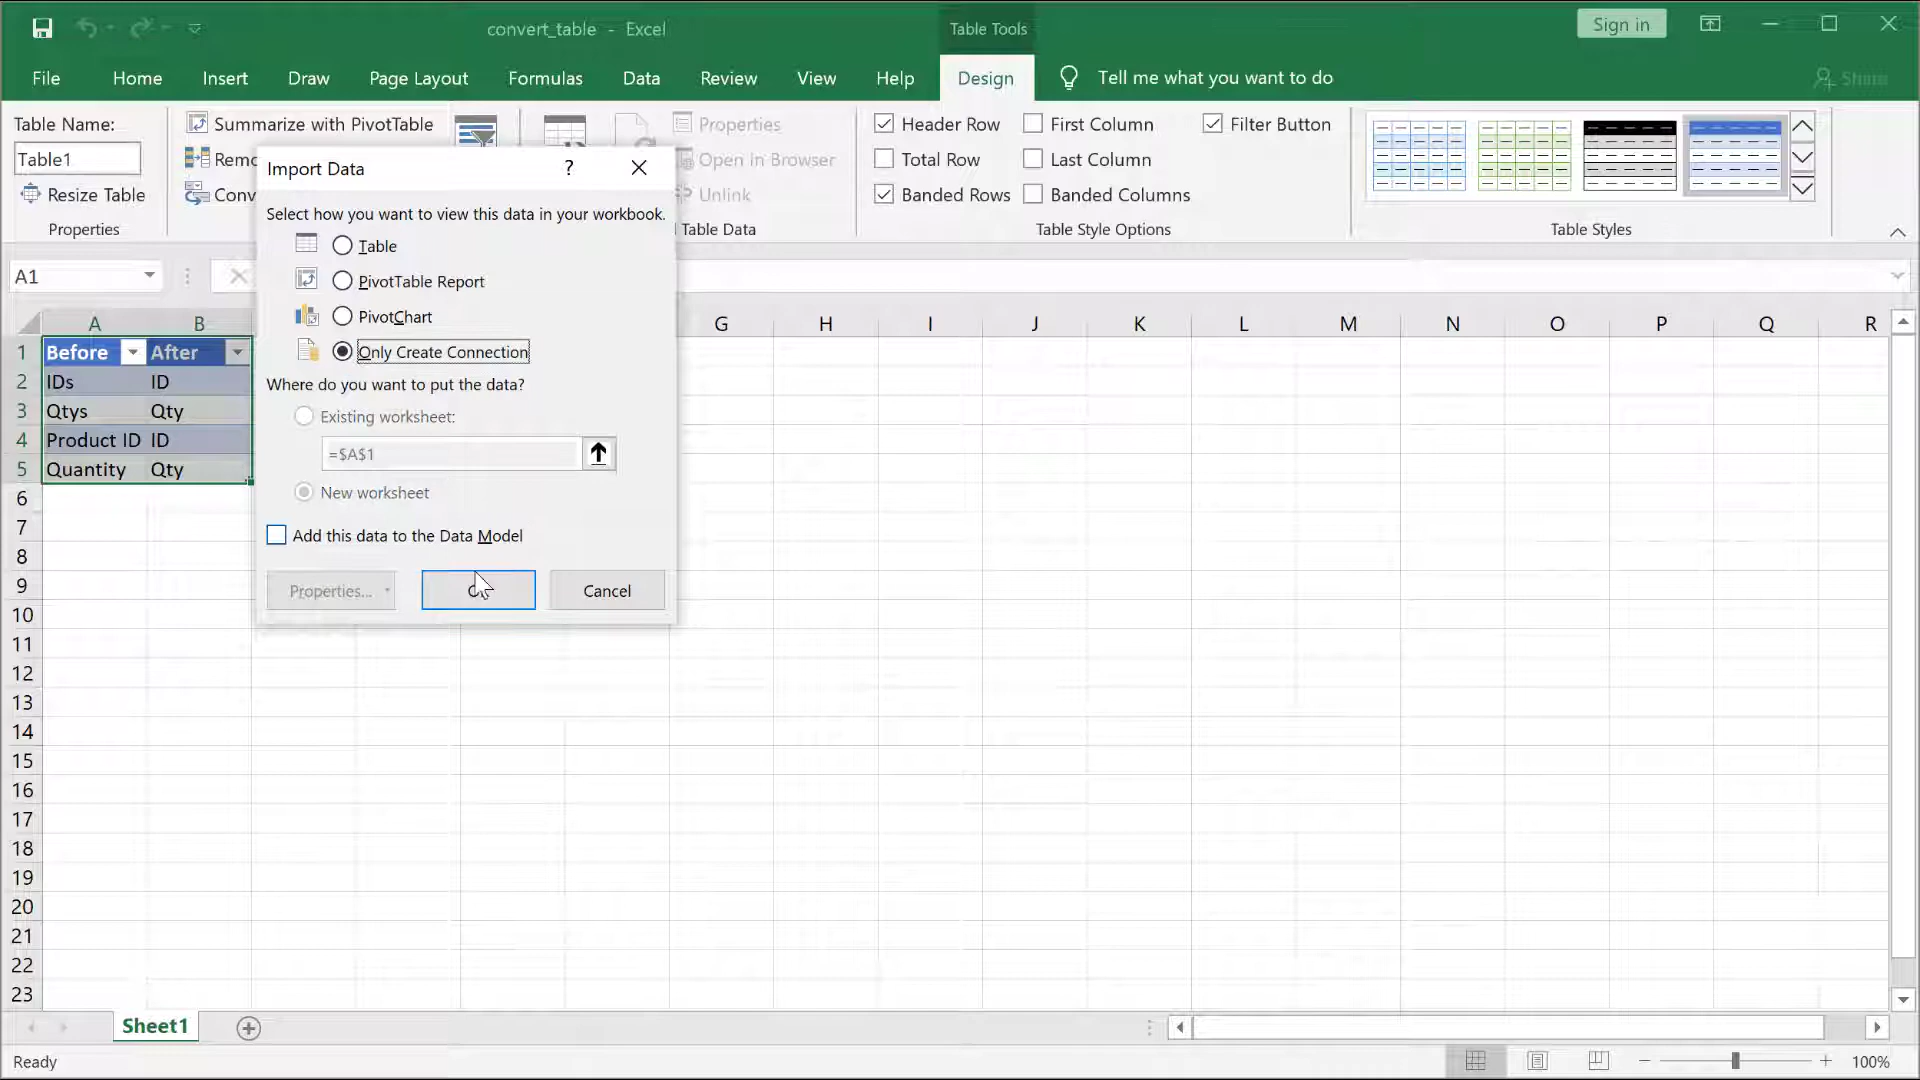 convert_table - Excel
Table Tools
Sign in
File
Home
Insert
Draw
Page Layout
Formulas
Data
Review
View
Help
Design
Tell me what you want to do
Share
Table Name:
Table1
Resize Table
Properties
Summarize with PivotTable
Properties
Open in Browser
Unlink
Table Data
Header Row
First Column
Filter Button
Total Row
Last Column
Banded Rows
Banded Columns
Table Style Options
Table Styles
Import Data
?
Select how you want to view this data in your workbook.
Table
PivotTable Report
PivotChart
Only Create Connection
Where do you want to put the data?
Existing worksheet:
=$A$1
New worksheet
Add this data to the Data Model
Properties...
Cancel
A1
A B G H I J K L M N O P Q R
1 Before After
2 IDs ID
3 Qtys Qty
4 Product ID ID
5 Quantity Qty
6
7
8
9
10
11
12
13
14
15
16
17
18
19
20
21
22
23
Sheet1
Ready
100%